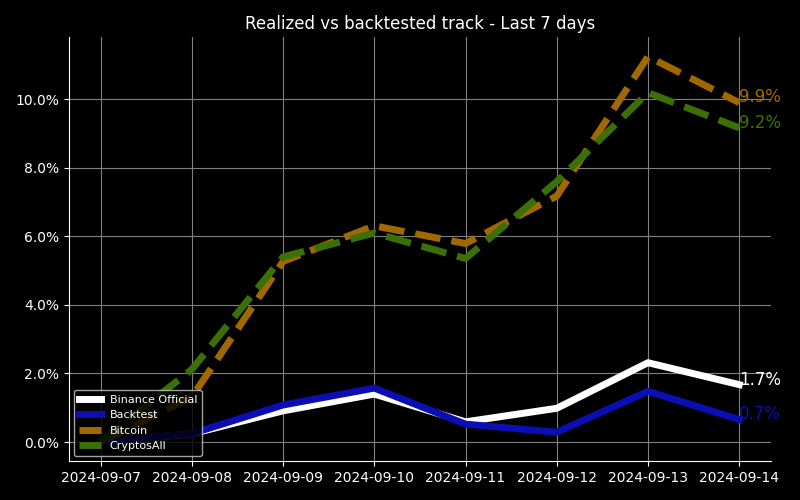 Realized vs backtested track - Last 7 days
10.0%
8.0%
6.0%
4.0%
2.0%
0.0%
9.9%
9.2%
1.7%
0.7%
Binance Official
Backtest
Bitcoin
CryptosAll
2024-09-07 2024-09-08 2024-09-09 2024-09-10 2024-09-11 2024-09-12 2024-09-13 2024-09-14